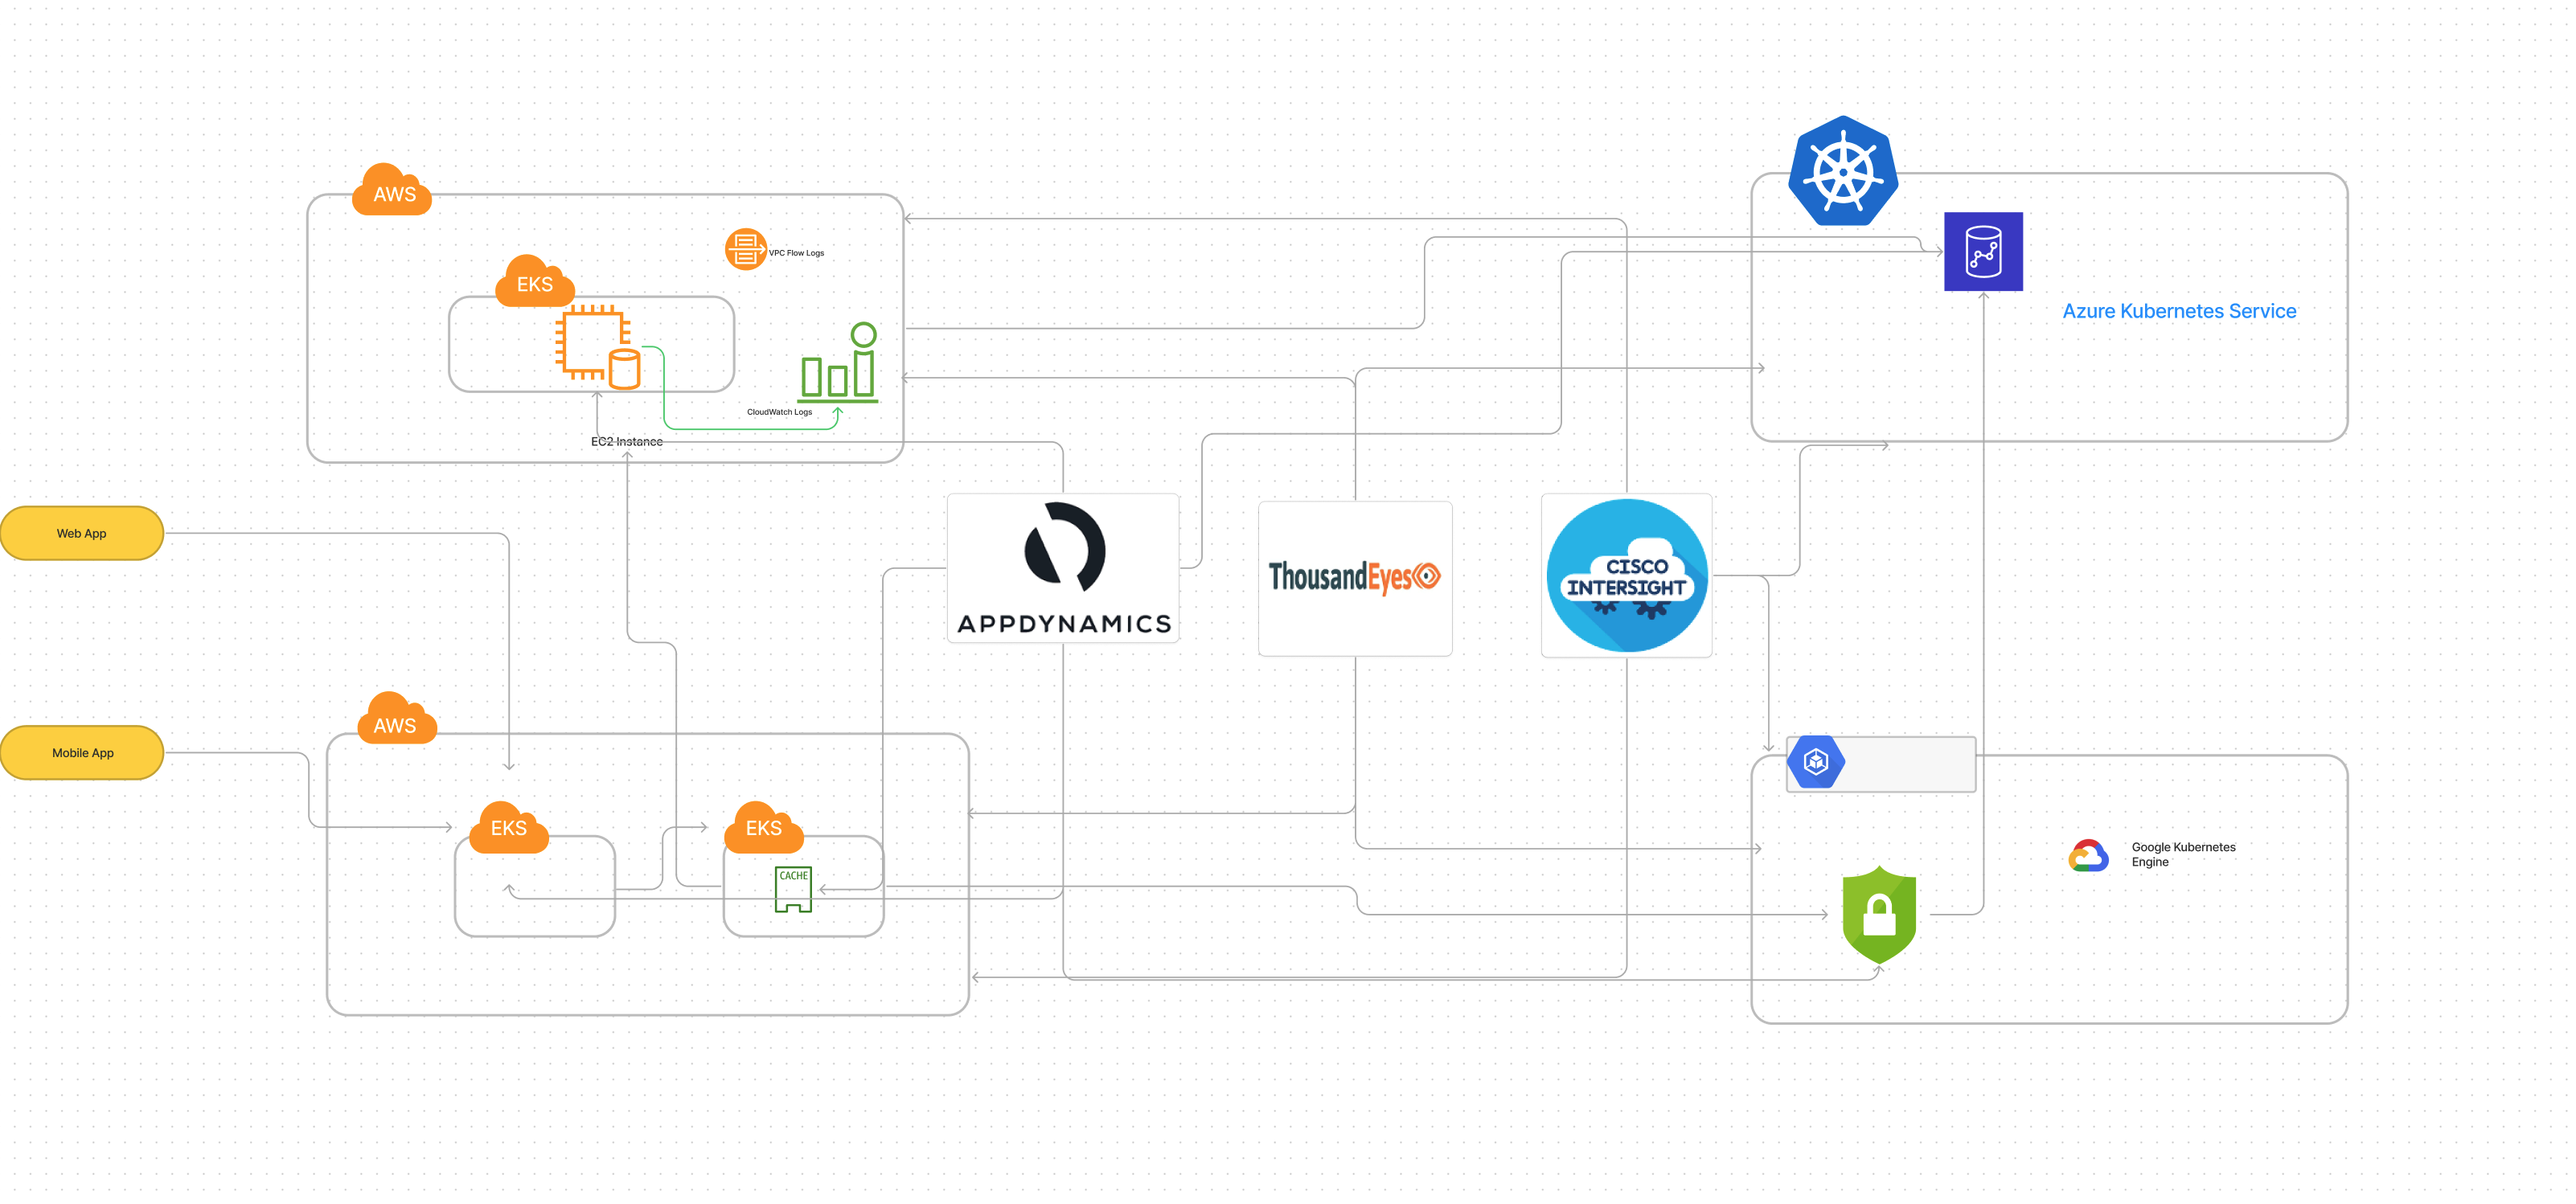 AWS
VPC Flow Logs
EKS
Azure Kubernetes Service
CloudWatch Logs
EC2 Instance
Web App
APPDYNAMICS
ThousandEyes
CISCO
INTERSIGHT
AWS
Mobile App
EKS
EKS
CACHE
Google Kubernetes
Engine